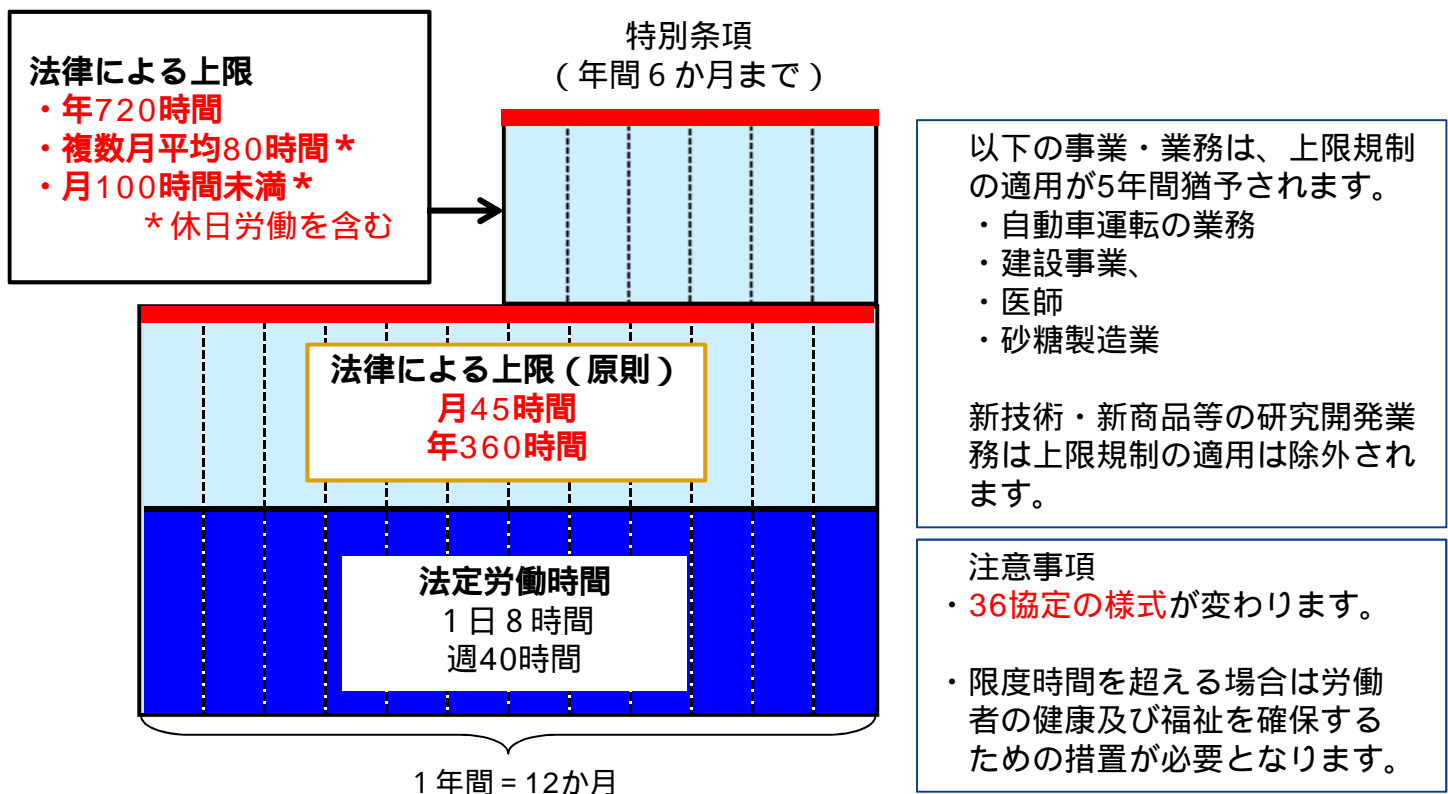 法律による上限
・年720時間
・複数月平均80時間*
・月100時間未満*
*休日労働を含む
特別条項
(年間6か月まで)
法律による上限(原則)
月45時間
年360時間
法定労働時間
1日8時間
週40時間
1年間=12か月
以下の事業・業務は、上限規制
の適用が5年間猶予されます。
・自動車運転の業務
・建設事業、
・医師
・砂糖製造業
新技術・新商品等の研究開発業
務は上限規制の適用は除外され
ます。
注意事項
・36協定の様式が変わります。
・限度時間を超える場合は労働
者の健康及び福祉を確保する
ための措置が必要となります。